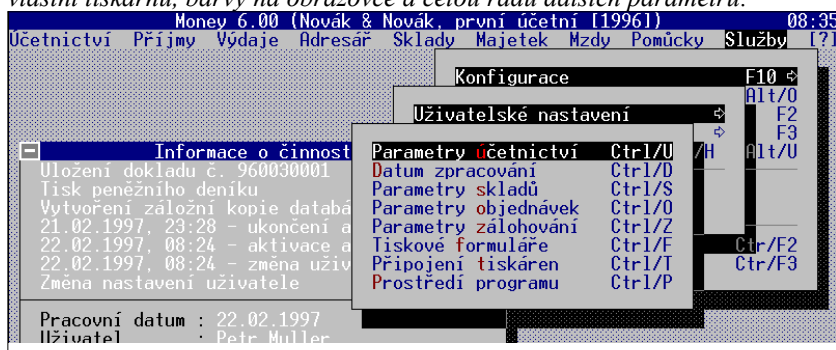 vlastní tiskárnu, barvy na obrazovce a celou řadu dalších parametrů.
Money 6.00 (Novák & Novák, první účetní [1996]) 08:35
Účetnictví Příjmy Výdaje Adresář Sklady Majetek Mzdy Pomůcky Služby [?]
Konfigurace F10
Alt/O
Uživatelské nastavení F2
F3
Informace o činnost
Parametry účetnictví Ctrl/U /H Alt/U
Uložení dokladu č. 960030001
Datum zpracování Ctrl/D
Tisk peněžního deníku
Parametry skladů Ctrl/S
Vytvoření záložní kopie databá
Parametry objednávek Ctrl/O
21.02.1997, 23:28 – ukončení a
Parametry zálohování Ctrl/Z
22.02.1997, 08:24 – aktivace a
Tiskové formuláře Ctrl/F Ctr/F2
22.02.1997, 08:24 – změna uživ
Připojení tiskáren Ctrl/T Ctr/F3
Změna nastavení uživatele
Prostředí programu Ctrl/P
Pracovní datum : 22.02.1997
Uživatel : Petr Muller